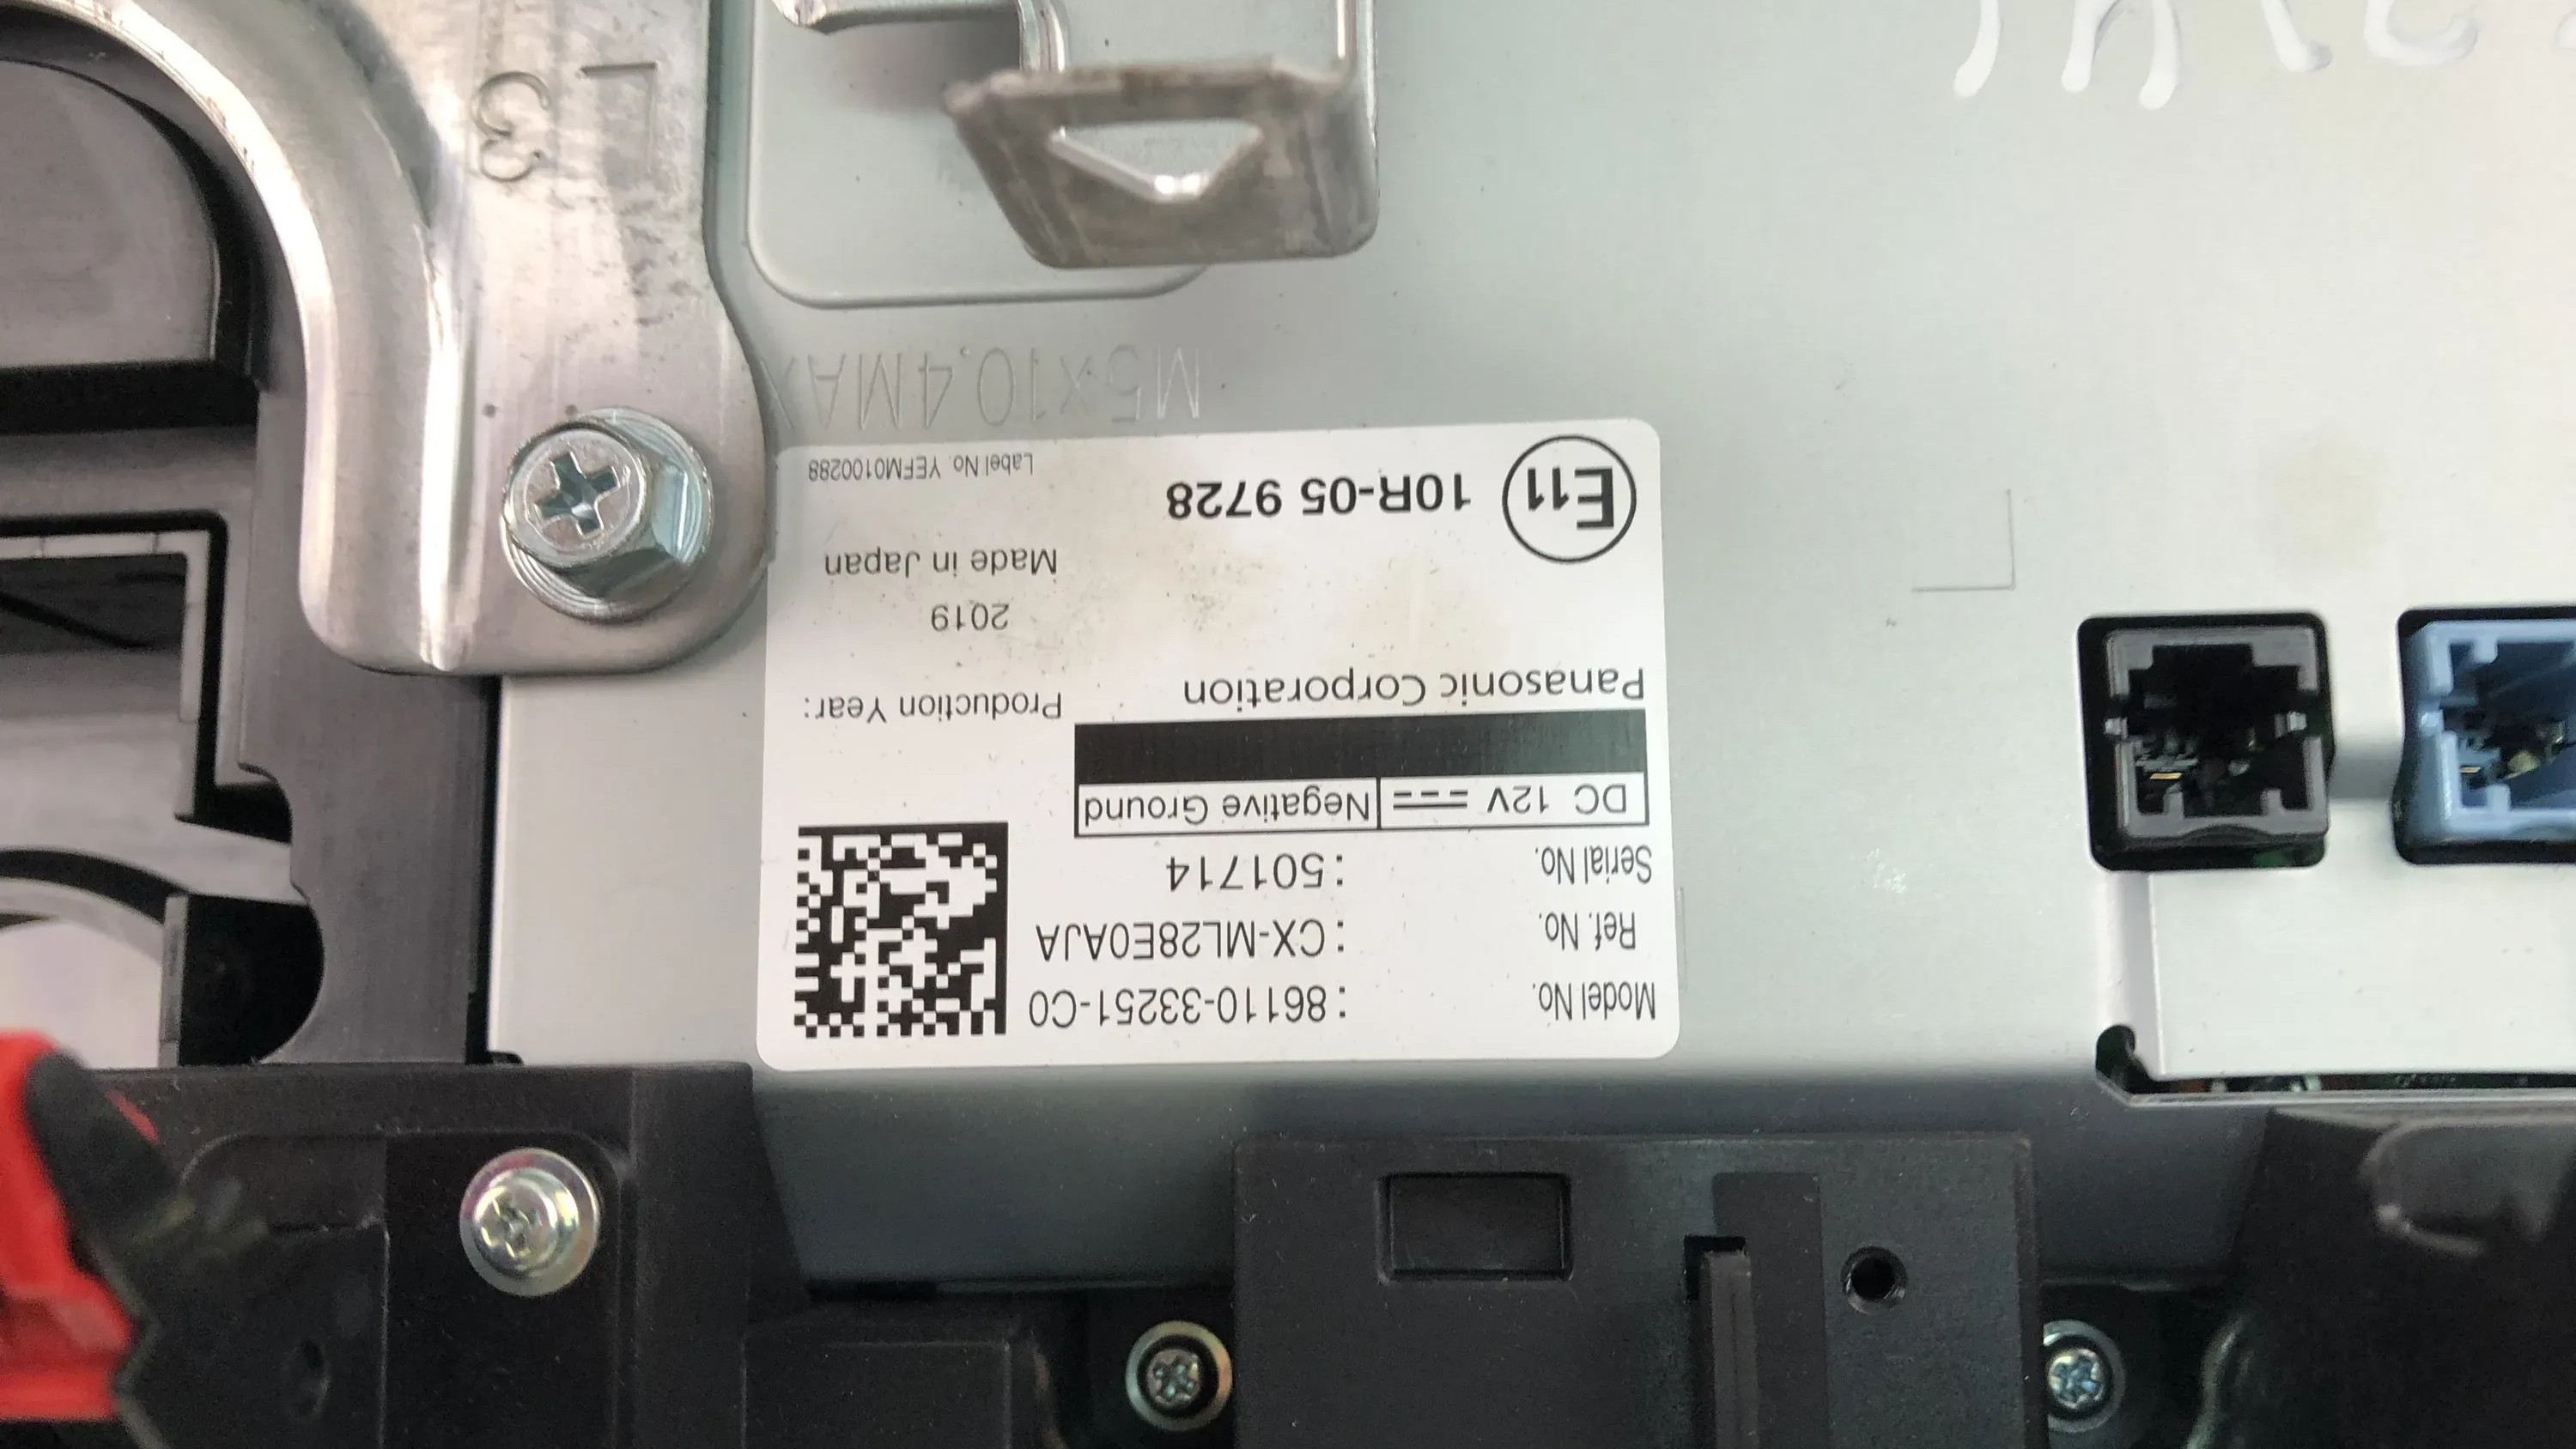 Model No. : 86110-33251-C0
Ref. No. : CX-ML28E0AJA
Serial No. : 501714
DC 12V Negative Ground
Panasonic Corporation
Production Year:
2019
Made in Japan
E11 10R-05 9728
Label No. YEFM0100288
M5x10.4MAX
L
3